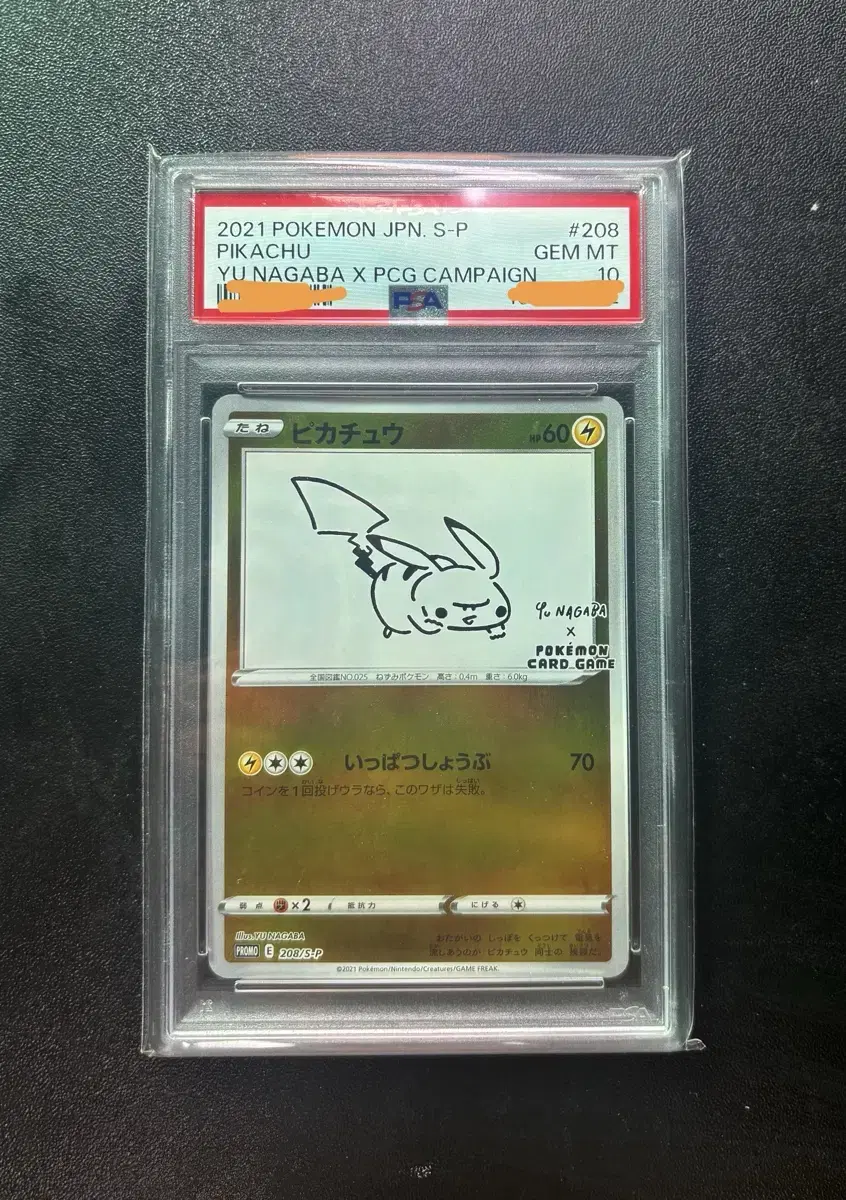 2021 POKEMON JPN. S-P #208
PIKACHU GEM MT
YU NAGABA X PCG CAMPAIGN 10
PSA
たね ピカチュウ HP60
YU NAGABA
X
POKÉMON
CARD GAME
全国図鑑NO.025 ねずみポケモン 高さ:0.4m 重さ:6.0kg
いっぱつしょうぶ 70
コインを1回投げウラなら、このワザは失敗。
弱点 ×2 抵抗力 にげる
Illus.YU NAGABA
おたがいの しっぽを くっつけて 電気を
流しあうのが ピカチュウ 同士の 挨拶だ。
PROMO E 208/S-P
©2021 Pokémon/Nintendo/Creatures/GAME FREAK.